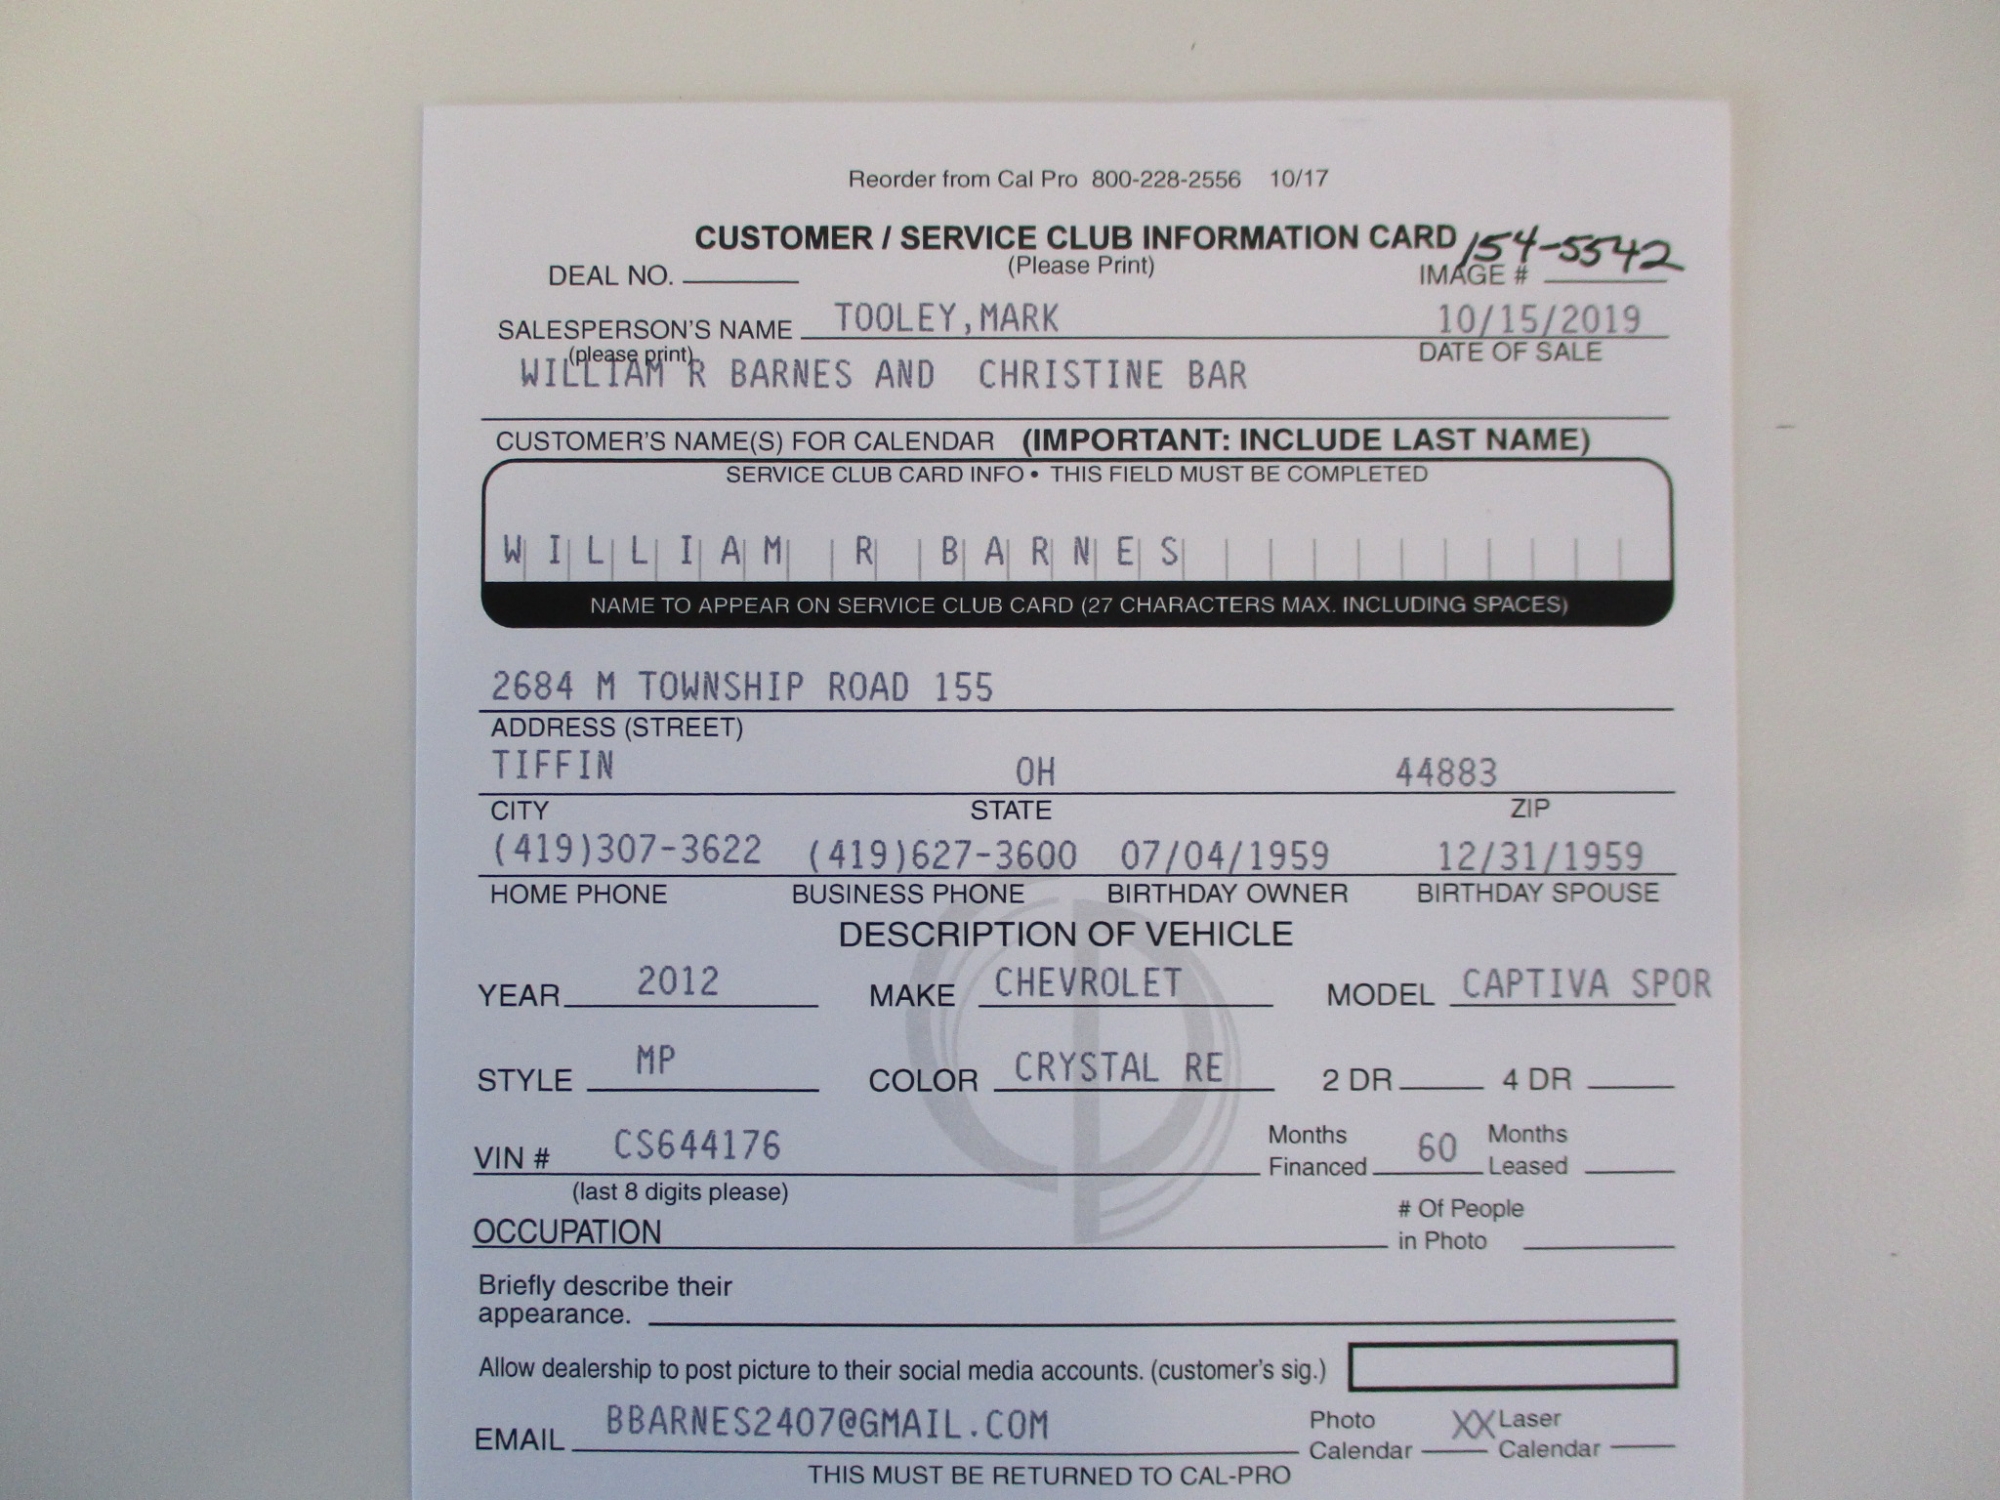 Reorder from Cal Pro 800-228-2556 10/17
CUSTOMER / SERVICE CLUB INFORMATION CARD 154-5542
DEAL NO. (Please Print) IMAGE #
SALESPERSON'S NAME TOOLEY,MARK 10/15/2019
(please print) DATE OF SALE
WILLIAM R BARNES AND CHRISTINE BAR
CUSTOMER'S NAME(S) FOR CALENDAR (IMPORTANT: INCLUDE LAST NAME)
SERVICE CLUB CARD INFO • THIS FIELD MUST BE COMPLETED
WILLIAM R BARNES
NAME TO APPEAR ON SERVICE CLUB CARD (27 CHARACTERS MAX. INCLUDING SPACES)
2684 M TOWNSHIP ROAD 155
ADDRESS (STREET)
TIFFIN OH 44883
CITY STATE ZIP
(419)307-3622 (419)627-3600 07/04/1959 12/31/1959
HOME PHONE BUSINESS PHONE BIRTHDAY OWNER BIRTHDAY SPOUSE
DESCRIPTION OF VEHICLE
YEAR 2012 MAKE CHEVROLET MODEL CAPTIVA SPOR
STYLE MP COLOR CRYSTAL RE 2 DR 4 DR
VIN # CS644176 Months Financed 60 Months Leased
(last 8 digits please)
OCCUPATION # Of People in Photo
Briefly describe their
appearance.
Allow dealership to post picture to their social media accounts. (customer's sig.)
EMAIL BBARNES2407@GMAIL.COM Photo Calendar XX Laser Calendar
THIS MUST BE RETURNED TO CAL-PRO